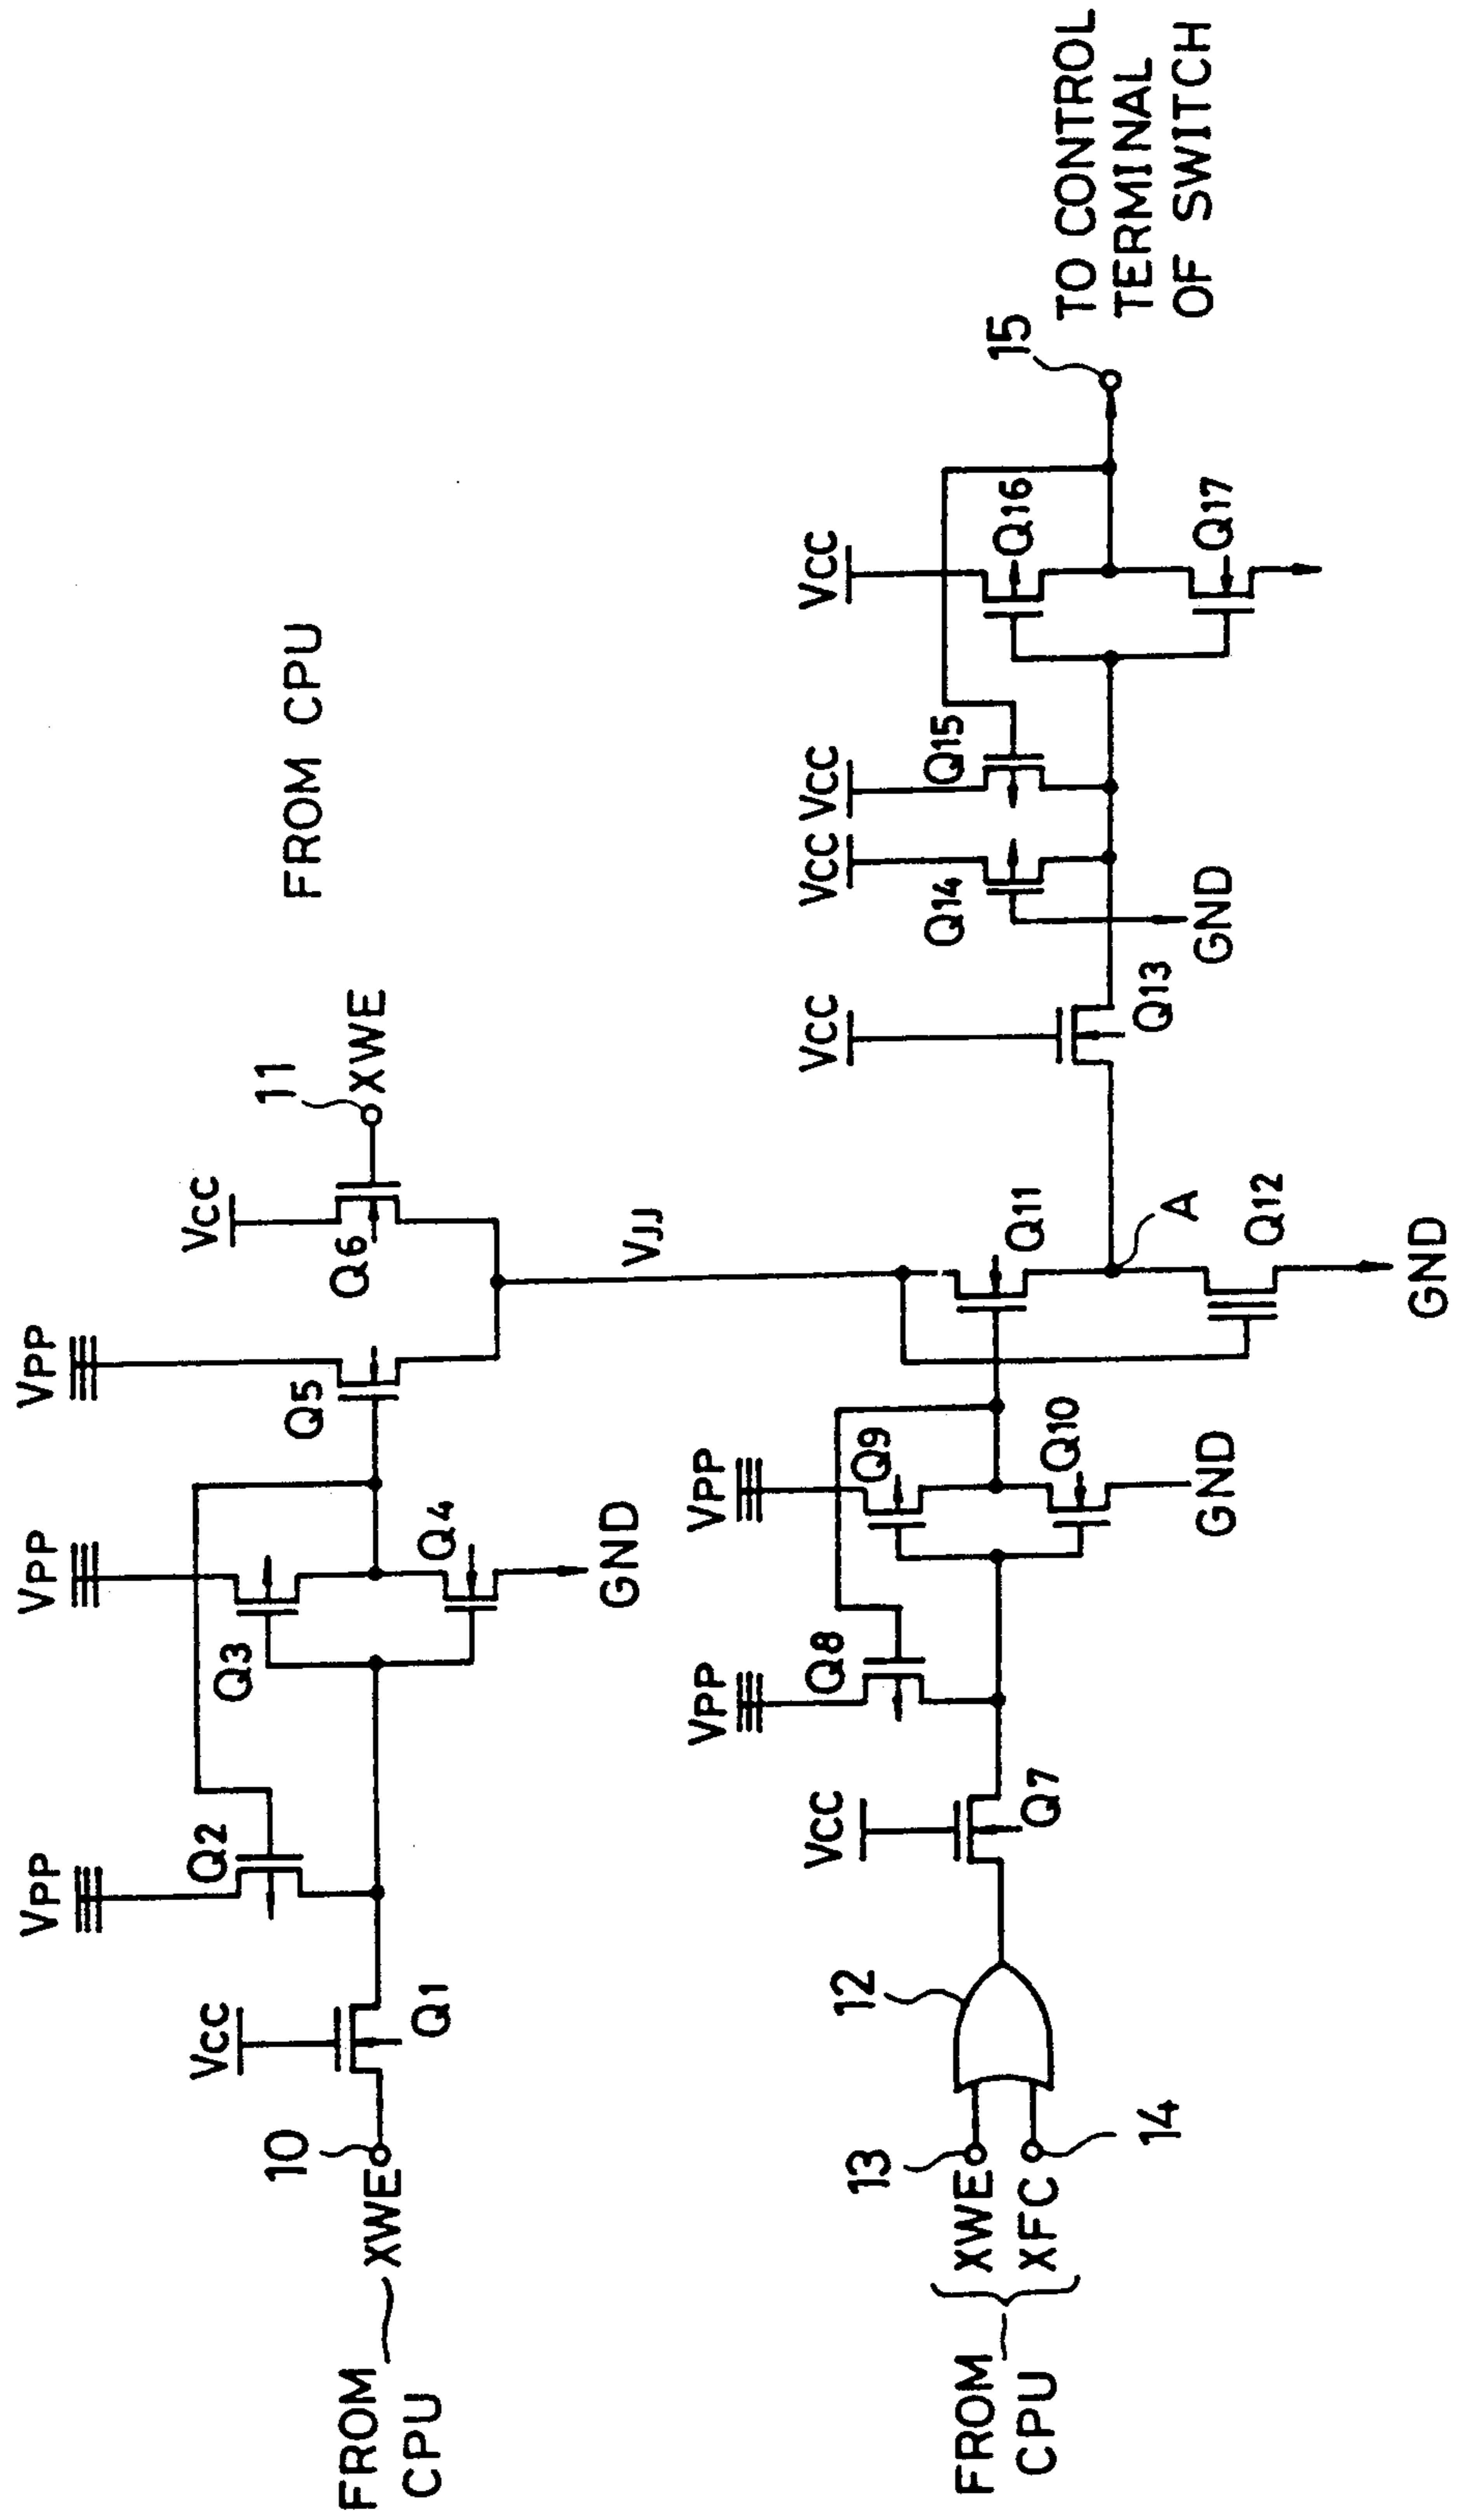 VPP
VPP
VPP
VCC
Q2
Q3
Q5
Q6
VCC
10
11
FROM CPU
FROM
CPU
XWE
Q1
Q4
GND
XWE
VJJ
VPP
VPP
VCC
Q8
Q9
VCC
VCC
VCC
VCC
Q14
Q15
Q16
15
12
13
FROM
CPU
XWE
XFC
14
Q7
Q10
GND
Q11
A
Q12
GND
Q13
GND
Q17
TO CONTROL
TERMINAL
OF SWITCH